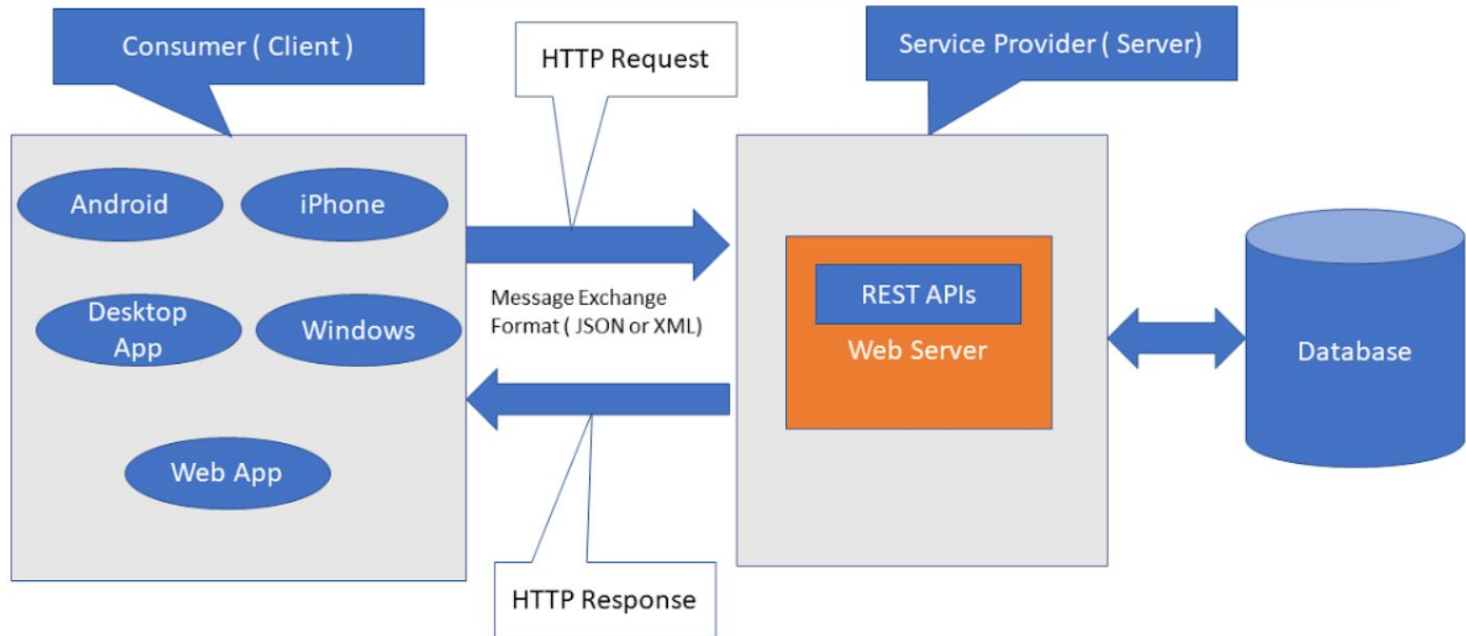 Consumer ( Client )
HTTP Request
Service Provider ( Server)
Android
iPhone
Desktop
App
Windows
Web App
Message Exchange
Format ( JSON or XML)
HTTP Response
REST APIs
Web Server
Database